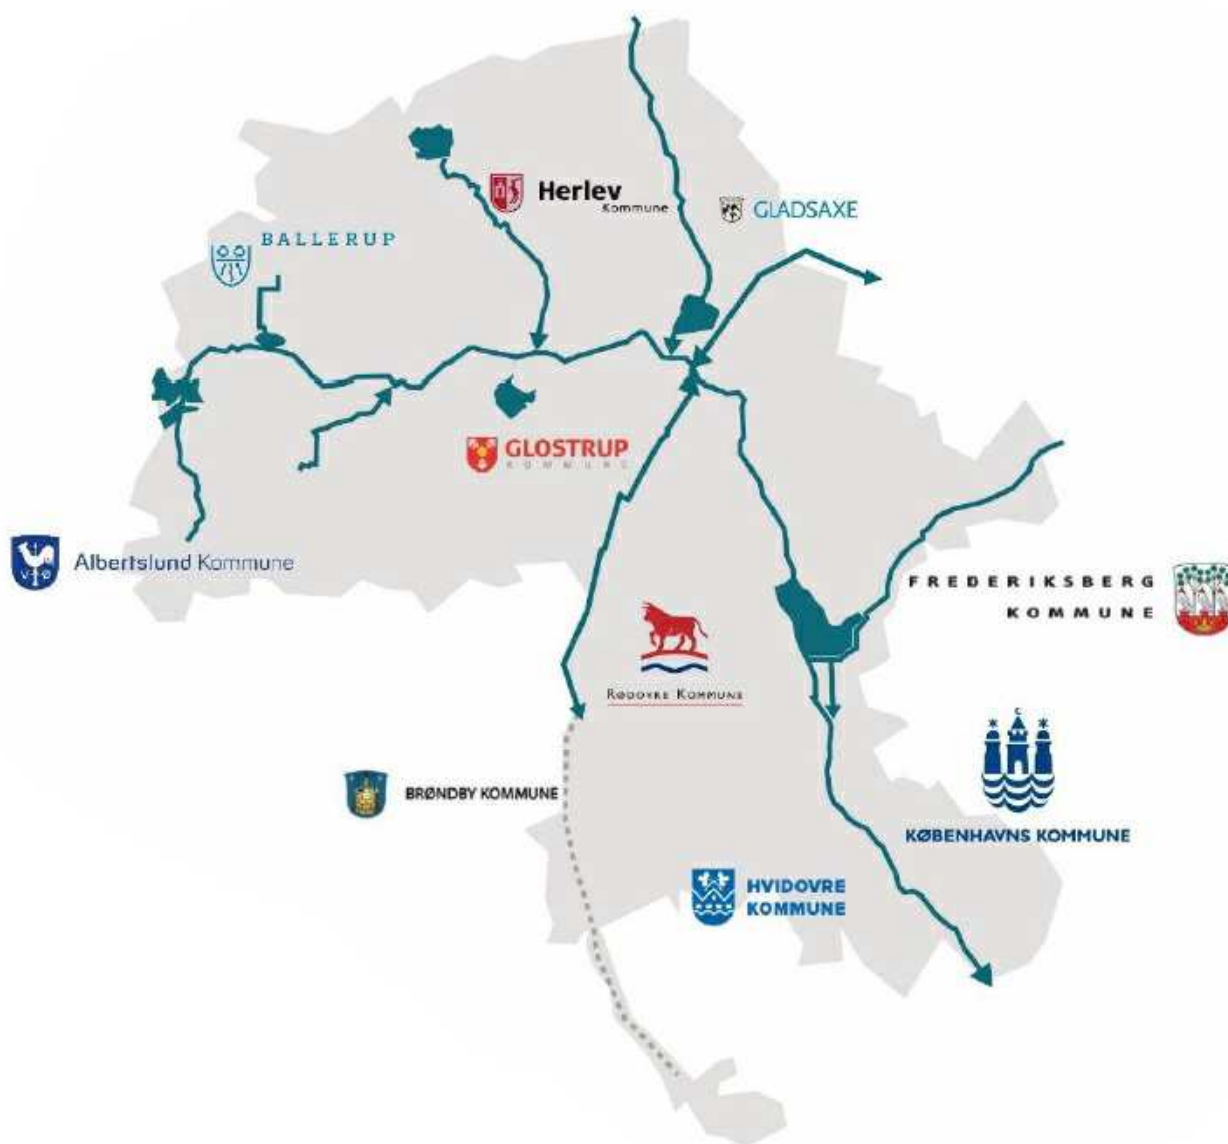 Herlev
Kommune
GLADSAXE
BALLERUP
GLOSTRUP
KOMMUNE
Albertslund Kommune
FREDERIKSBERG
KOMMUNE
RØDOVRE KOMMUNE
BRØNDBY KOMMUNE
KØBENHAVNS KOMMUNE
HVIDOVRE
KOMMUNE